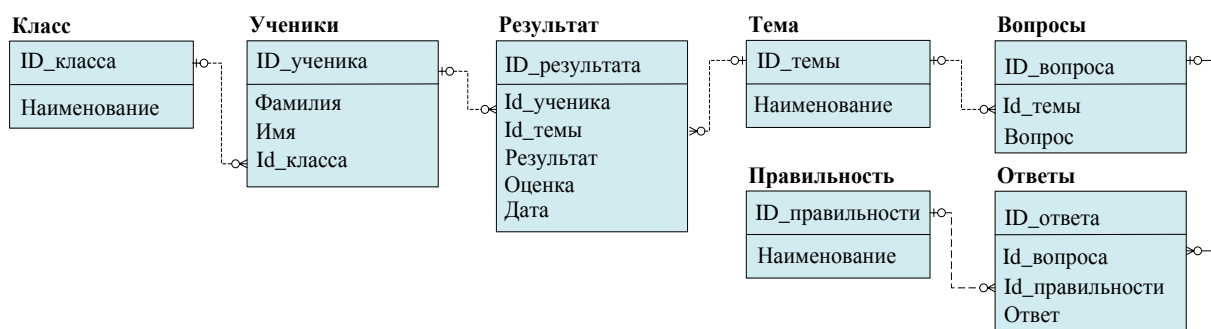 Класс
ID_класса
Наименование
Ученики
ID_ученика
Фамилия
Имя
Id_класса
Результат
ID_результата
Id_ученика
Id_темы
Результат
Оценка
Дата
Тема
ID_темы
Наименование
Вопросы
ID_вопроса
Id_темы
Вопрос
Правильность
ID_правильности
Наименование
Ответы
ID_ответа
Id_вопроса
Id_правильности
Ответ